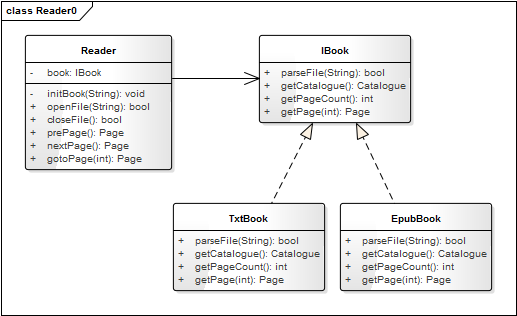 class Reader0
Reader
- book: IBook
- initBook(String): void
+ openFile(String): bool
+ closeFile(): bool
+ prePage(): Page
+ nextPage(): Page
+ gotoPage(int): Page
IBook
+ parseFile(String): bool
+ getCatalogue(): Catalogue
+ getPageCount(): int
+ getPage(int): Page
TxtBook
+ parseFile(String): bool
+ getCatalogue(): Catalogue
+ getPageCount(): int
+ getPage(int): Page
EpubBook
+ parseFile(String): bool
+ getCatalogue(): Catalogue
+ getPageCount(): int
+ getPage(int): Page